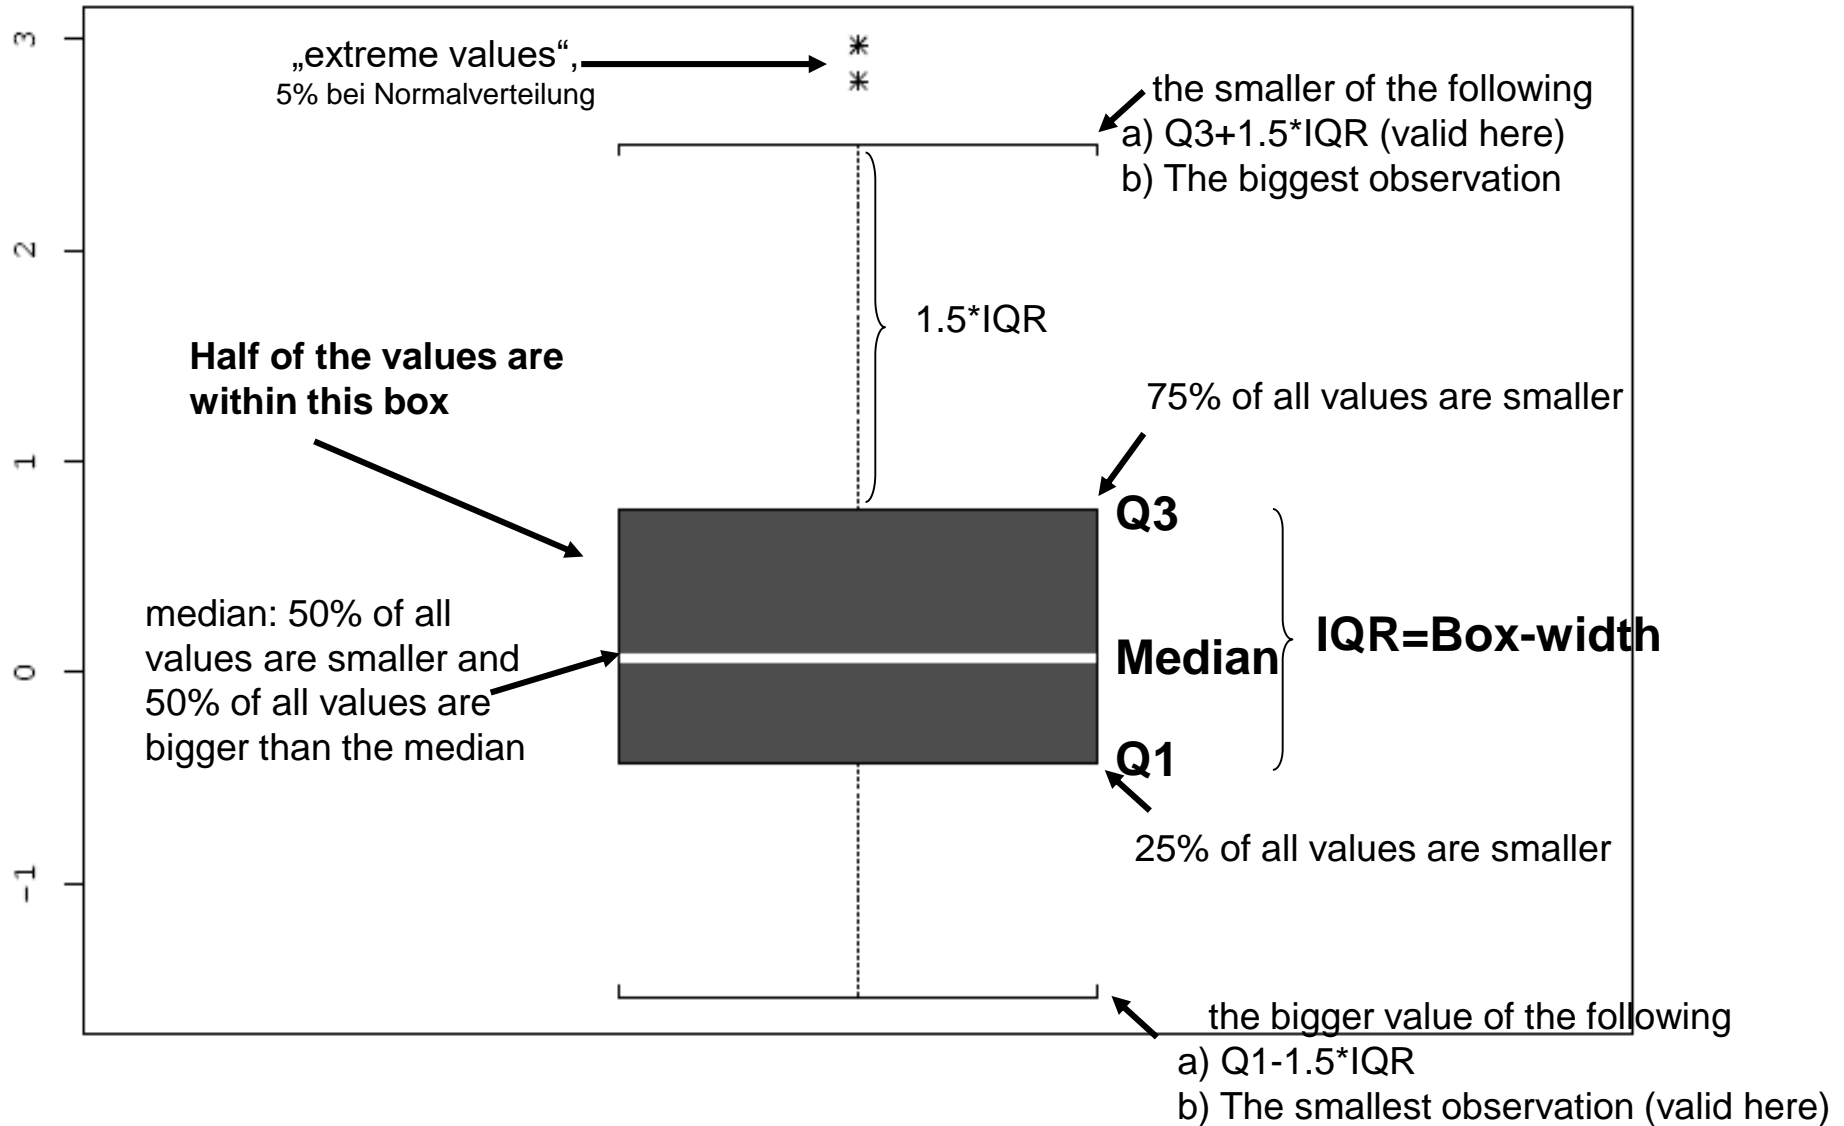 3
„extreme values“,
5% bei Normalverteilung
the smaller of the following
a) Q3+1.5*IQR (valid here)
b) The biggest observation
2
1.5*IQR
Half of the values are
within this box
75% of all values are smaller
1
Q3
median: 50% of all
values are smaller and
50% of all values are
bigger than the median
IQR=Box-width
Median
0
Q1
25% of all values are smaller
-1
the bigger value of the following
a) Q1-1.5*IQR
b) The smallest observation (valid here)